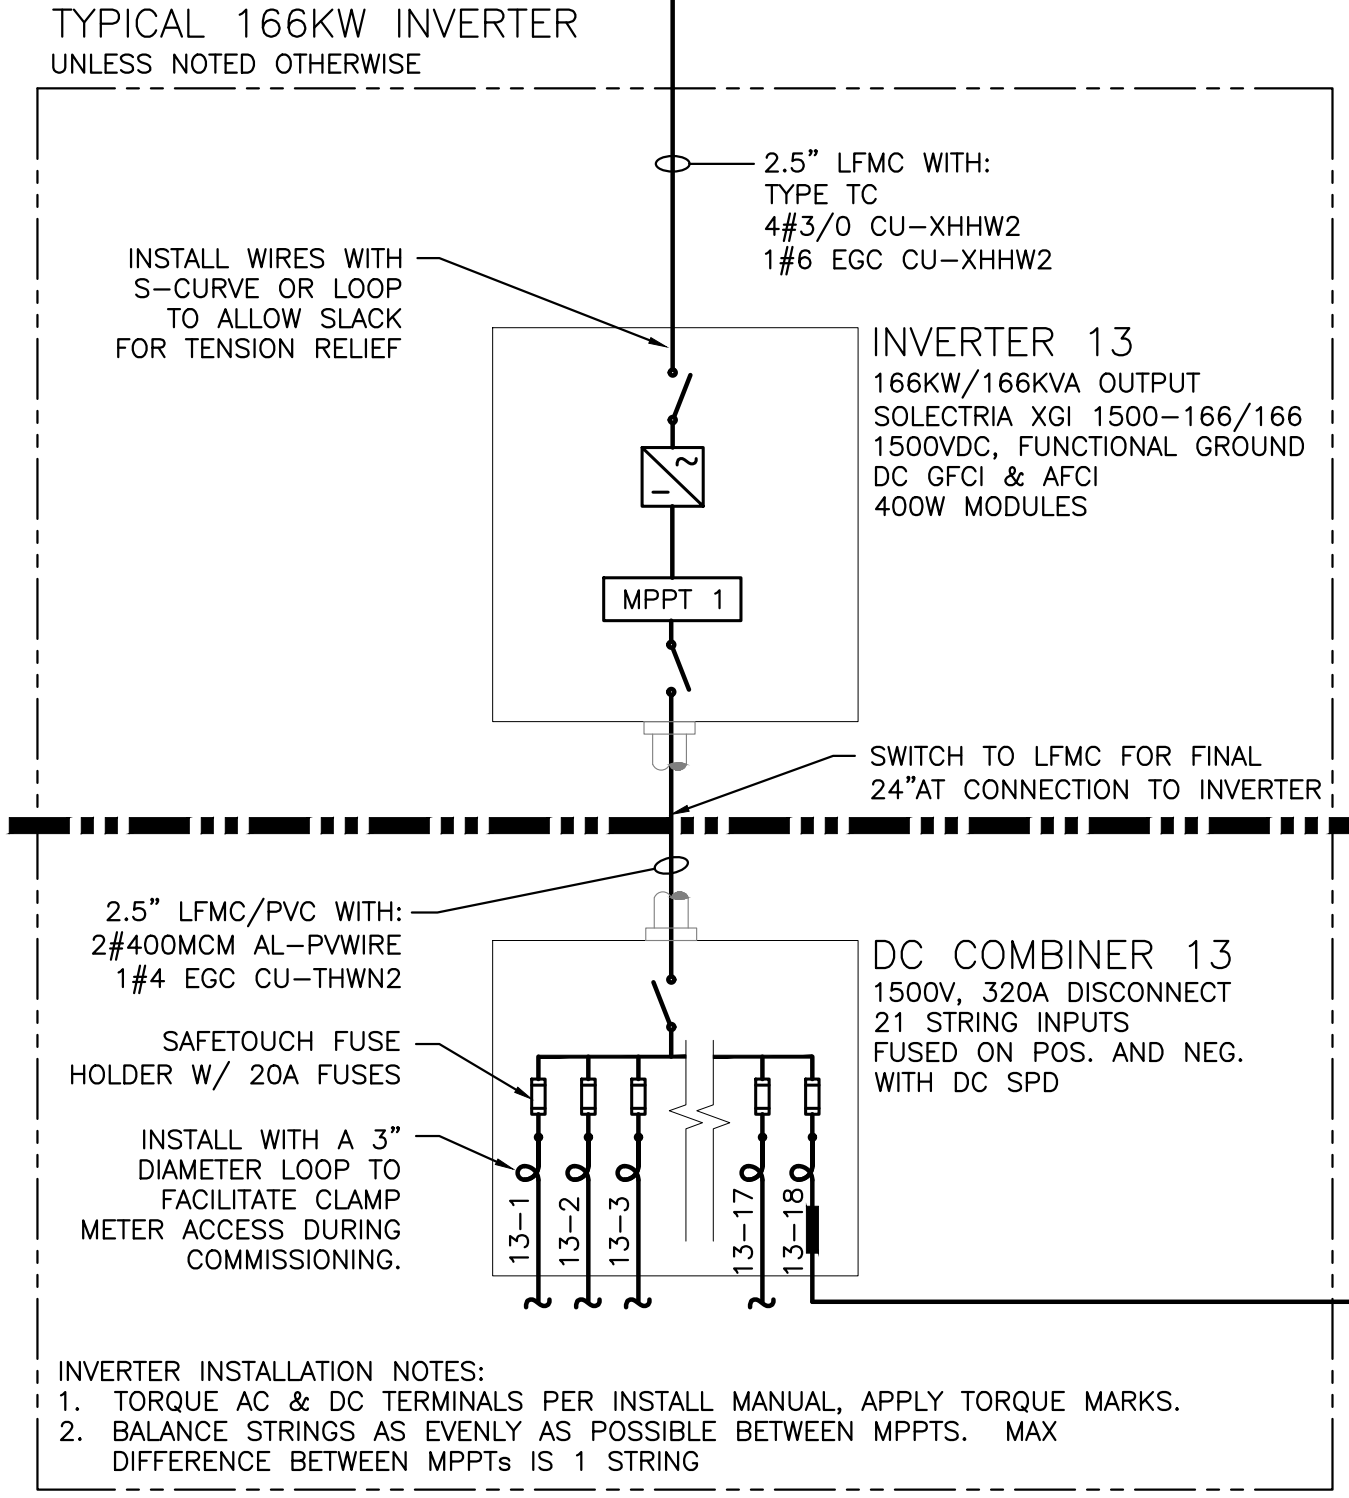 TYPICAL 166KW INVERTER
UNLESS NOTED OTHERWISE
2.5” LFMC WITH:
TYPE TC
4#3/0 CU-XHHW2
1#6 EGC CU-XHHW2
INSTALL WIRES WITH
S-CURVE OR LOOP
TO ALLOW SLACK
FOR TENSION RELIEF
INVERTER 13
166KW/166KVA OUTPUT
SOLECTRIA XGI 1500-166/166
1500VDC, FUNCTIONAL GROUND
DC GFCI & AFCI
400W MODULES
MPPT 1
SWITCH TO LFMC FOR FINAL
24”AT CONNECTION TO INVERTER
2.5” LFMC/PVC WITH:
2#400MCM AL-PVWIRE
1#4 EGC CU-THWN2
DC COMBINER 13
1500V, 320A DISCONNECT
21 STRING INPUTS
FUSED ON POS. AND NEG.
WITH DC SPD
SAFETOUCH FUSE
HOLDER W/ 20A FUSES
INSTALL WITH A 3”
DIAMETER LOOP TO
FACILITATE CLAMP
METER ACCESS DURING
COMMISSIONING.
13-1
13-2
13-3
13-17
13-18
INVERTER INSTALLATION NOTES:
1. TORQUE AC & DC TERMINALS PER INSTALL MANUAL, APPLY TORQUE MARKS.
2. BALANCE STRINGS AS EVENLY AS POSSIBLE BETWEEN MPPTS. MAX
DIFFERENCE BETWEEN MPPTs IS 1 STRING